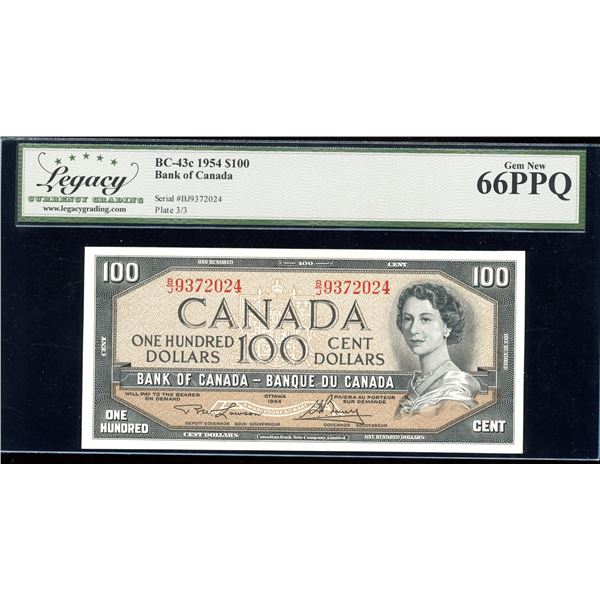 Legacy
CURRENCY GRADING
www.legacygrading.com
BC-43c 1954 $100
Bank of Canada
Serial #BJ9372024
Plate 3/3
Gem New
66PPQ
ONE HUNDRED 100 CENT
100 B/J 9372024 B/J 9372024 100
CANADA
ONE HUNDRED 100 CENT
DOLLARS DOLLARS
BANK OF CANADA – BANQUE DU CANADA
WILL PAY TO THE BEARER OTTAWA PAIERA AU PORTEUR
ON DEMAND 1954 SUR DEMANDE
CENT
DEPUTY GOVERNOR SOUS-GOUVERNEUR GOVERNOR GOUVERNEUR
ONE
HUNDRED
CENT
CENT DOLLARS
Canadian Bank Note Company Limited
ONE HUNDRED DOLLARS